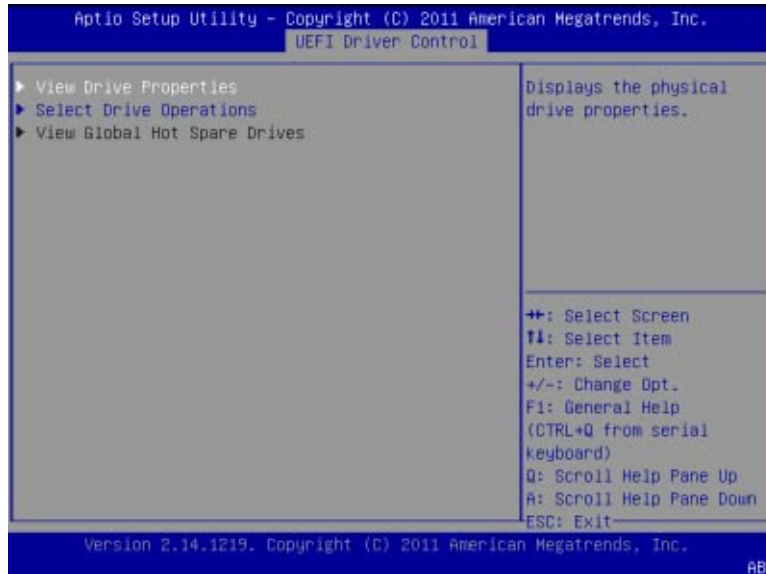 Aptio Setup Utility – Copyright (C) 2011 American Megatrends, Inc.
UEFI Driver Control
View Drive Properties
Select Drive Operations
View Global Hot Spare Drives
Displays the physical
drive properties.
↔: Select Screen
↑↓: Select Item
Enter: Select
+/-: Change Opt.
F1: General Help
(CTRL+Q from serial
keyboard)
Q: Scroll Help Pane Up
A: Scroll Help Pane Down
ESC: Exit
Version 2.14.1219. Copyright (C) 2011 American Megatrends, Inc.
AB